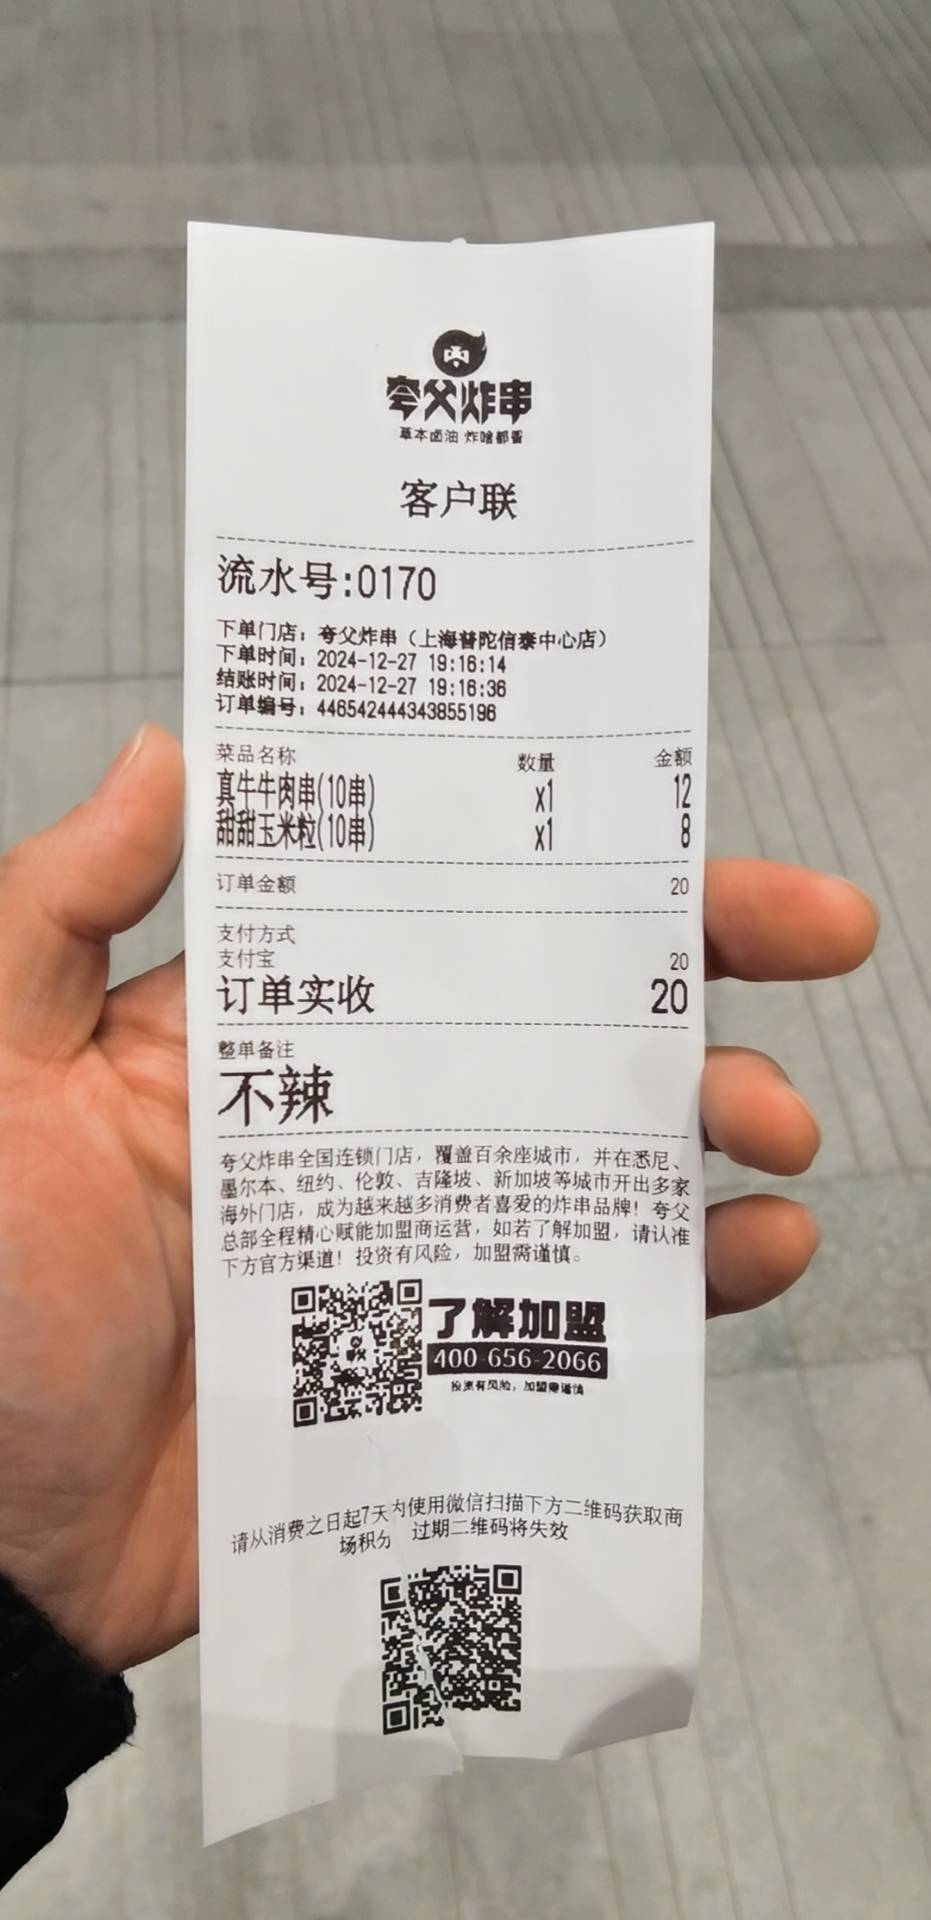 夸父炸串
草本卤油 炸啥都香
客户联
流水号:0170
下单门店：夸父炸串（上海普陀信泰中心店）
下单时间：2024-12-27 19:16:14
结账时间：2024-12-27 19:16:36
订单编号：446542444343855196
菜品名称 数量 金额
真牛牛肉串(10串) x1 12
甜甜玉米粒(10串) x1 8
订单金额 20
支付方式
支付宝 20
订单实收 20
整单备注
不辣
夸父炸串全国连锁门店，覆盖百余座城市，并在悉尼、
墨尔本、纽约、伦敦、吉隆坡、新加坡等城市开出多家
海外门店，成为越来越多消费者喜爱的炸串品牌！夸父
总部全程精心赋能加盟商运营，如若了解加盟，请认准
下方官方渠道！投资有风险，加盟需谨慎。
了解加盟
400-656-2066
投资有风险，加盟需谨慎
请从消费之日起7天内使用微信扫描下方二维码获取商
场积分 过期二维码将失效